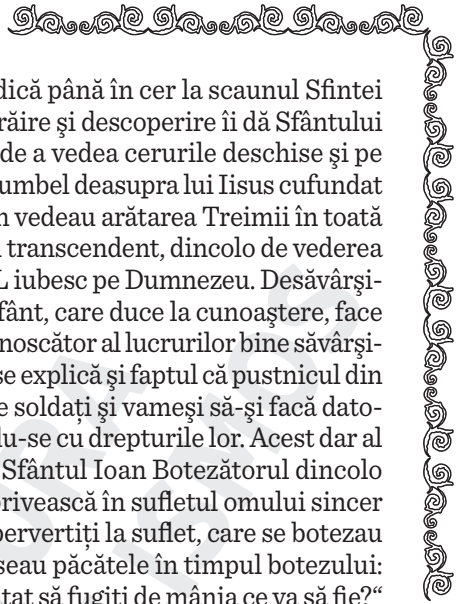 dică până în cer la scaunul Sfintei
răire şi descoperire îi dă Sfântului
de a vedea cerurile deschise şi pe
umbel deasupra lui Iisus cufundat
vedeau arătarea Treimii în toată
transcendent, dincolo de vederea
L iubesc pe Dumnezeu. Desăvârşi-
fânt, care duce la cunoaştere, face
noscător al lucrurilor bine săvârşi-
se explică şi faptul că pustnicul din
e soldaţi şi vameşi să-şi facă dato-
du-se cu drepturile lor. Acest dar al
Sfântul Ioan Botezătorul dincolo
privească în sufletul omului sincer
pervertiţi la suflet, care se botezau
seau păcătele în timpul botezului:
tat să fugiţi de mânia ce va să fie?“
URA
ISMOS